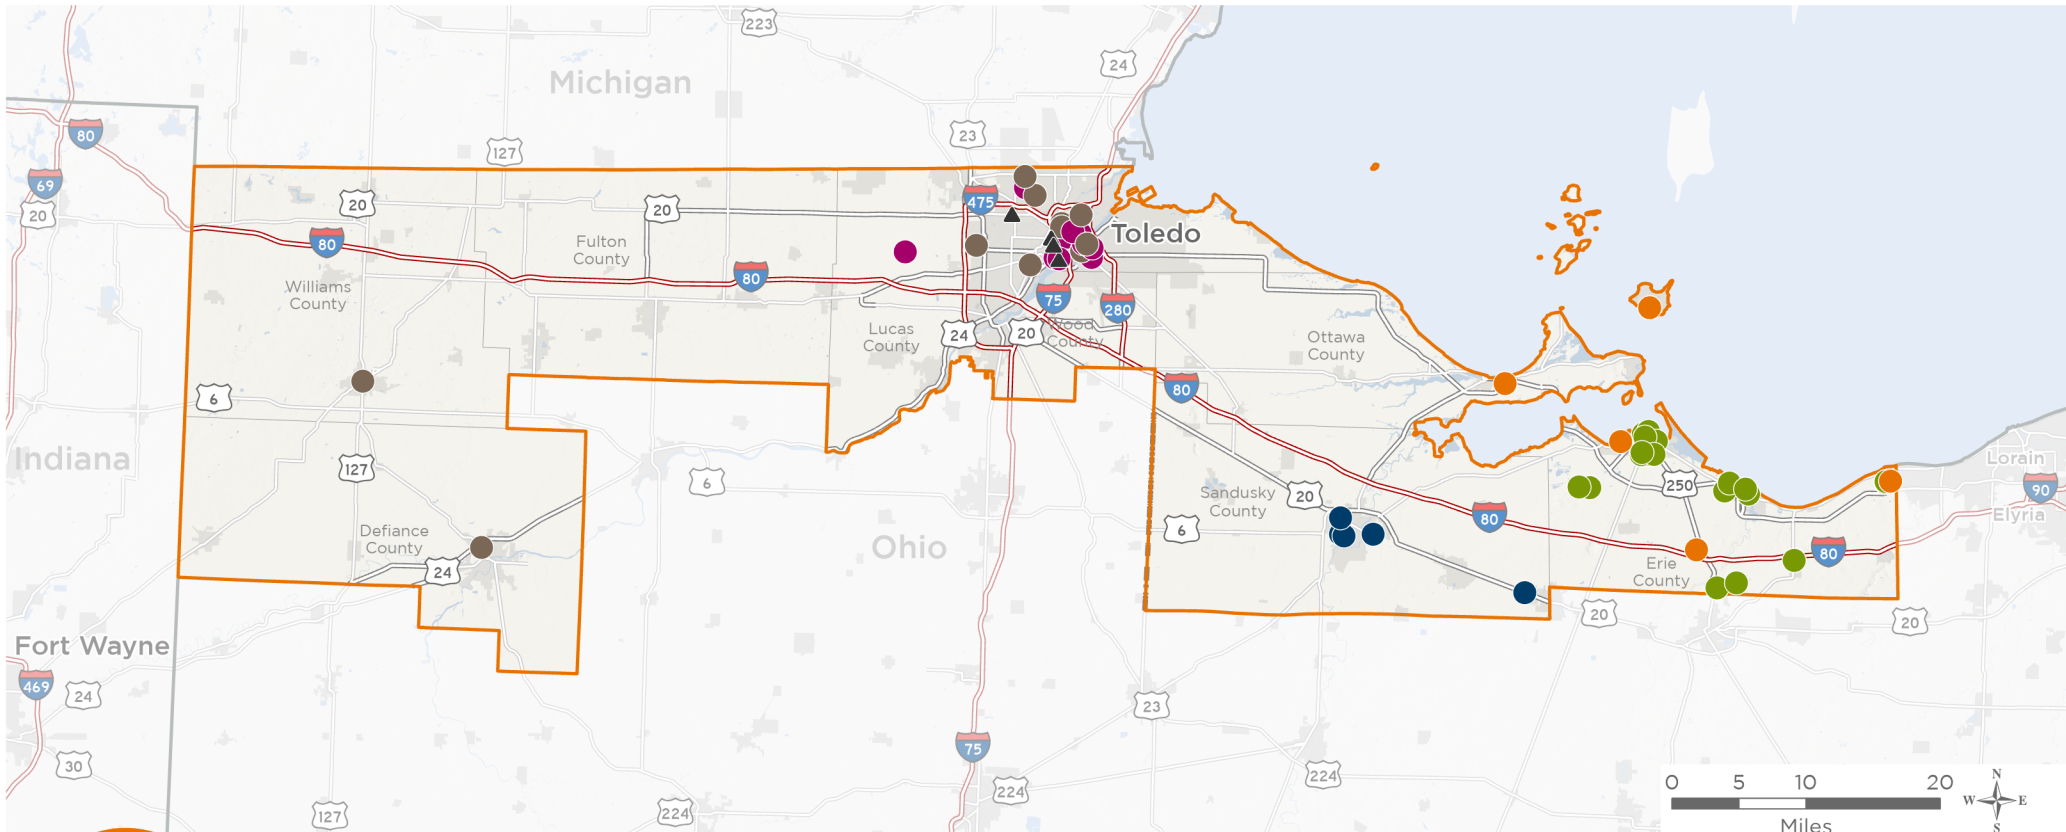 223
24
Michigan
80
23
127
69
20
20
20
475
Toledo
Fulton
County
80
80
Williams
County
75
280
Lucas
County
24
20
Wood
County
Ottawa
County
80
6
Indiana
127
6
Lorain
90
Elyria
250
20
Sandusky
County
80
6
Defiance
County
24
Ohio
80
Erie
County
20
20
Fort Wayne
469
24
23
75
30
224
224
224
127
0 5 10 20
Miles
N
W E
S